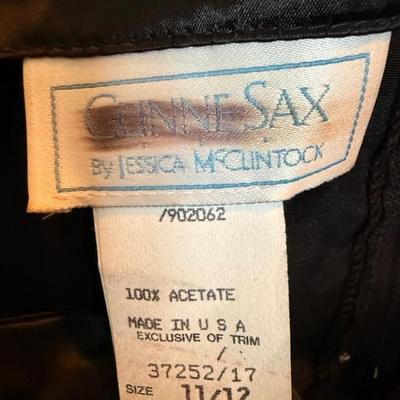 GUNNE SAX
BY JESSICA McCLINTOCK
/902062
100% ACETATE
MADE IN U S A
EXCLUSIVE OF TRIM
/
37252/17
SIZE 11/12